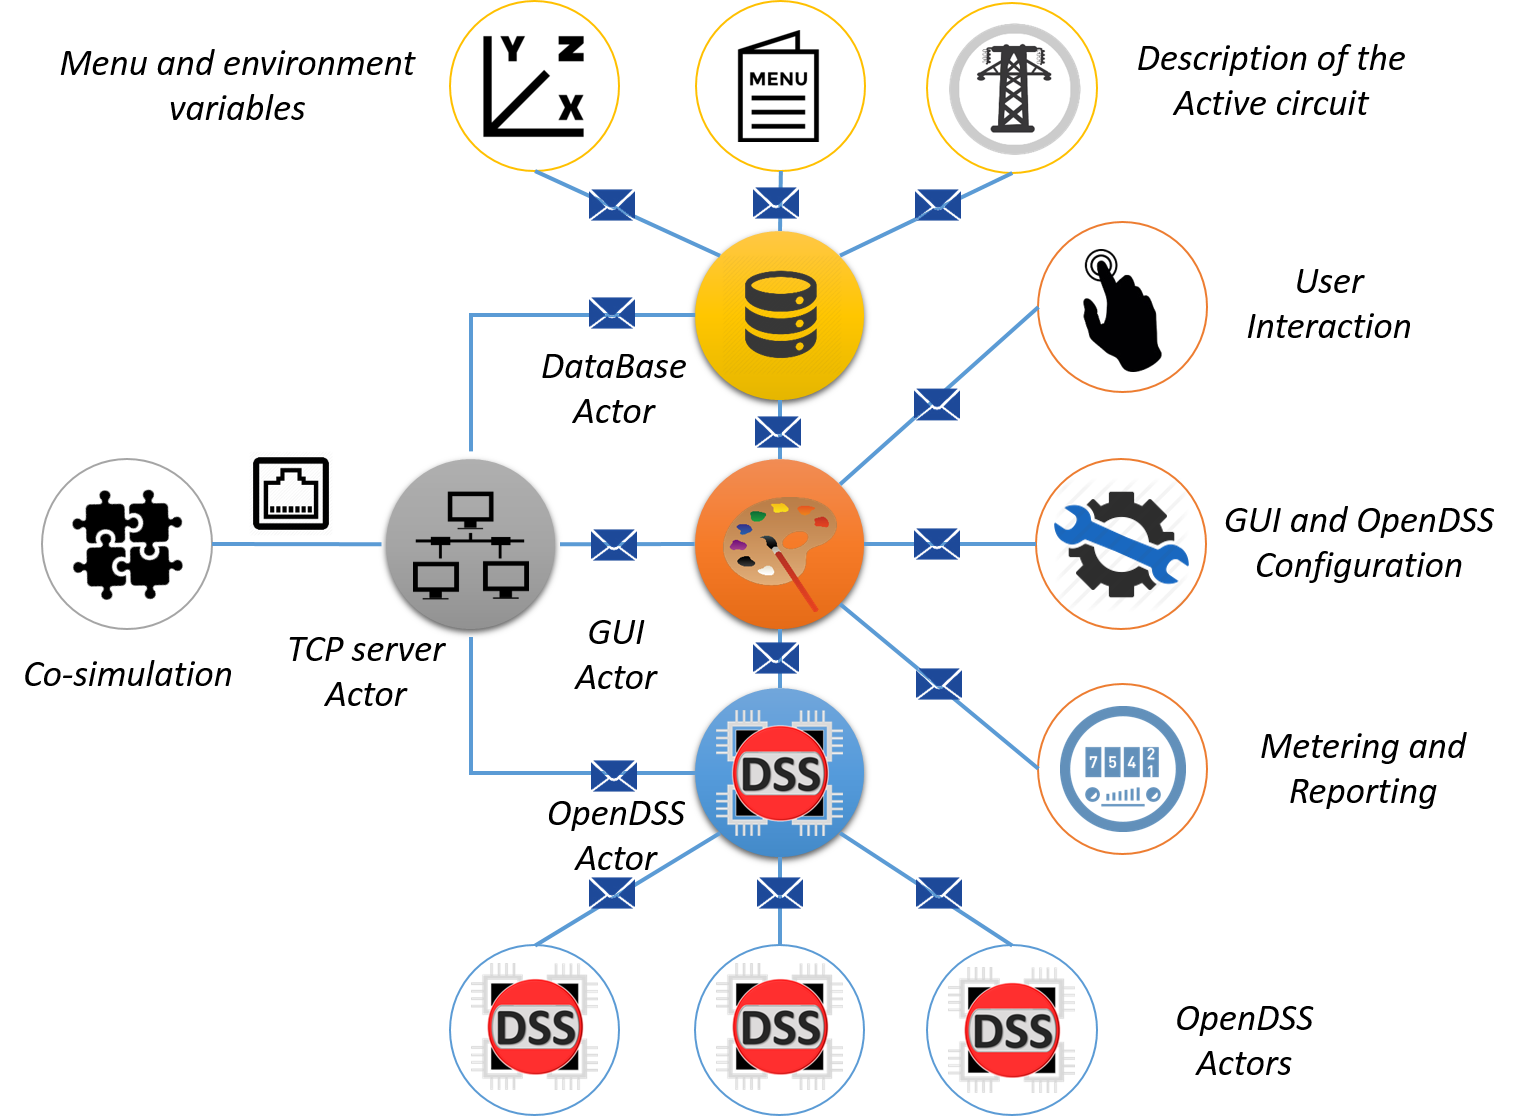 Menu and environment
variables
Y Z
X
MENU
Description of the
Active circuit
User
Interaction
DataBase
Actor
GUI and OpenDSS
Configuration
Co-simulation
TCP server
Actor
GUI
Actor
Metering and
Reporting
7 5 4 2
1
DSS
OpenDSS
Actor
DSS
DSS
DSS
OpenDSS
Actors